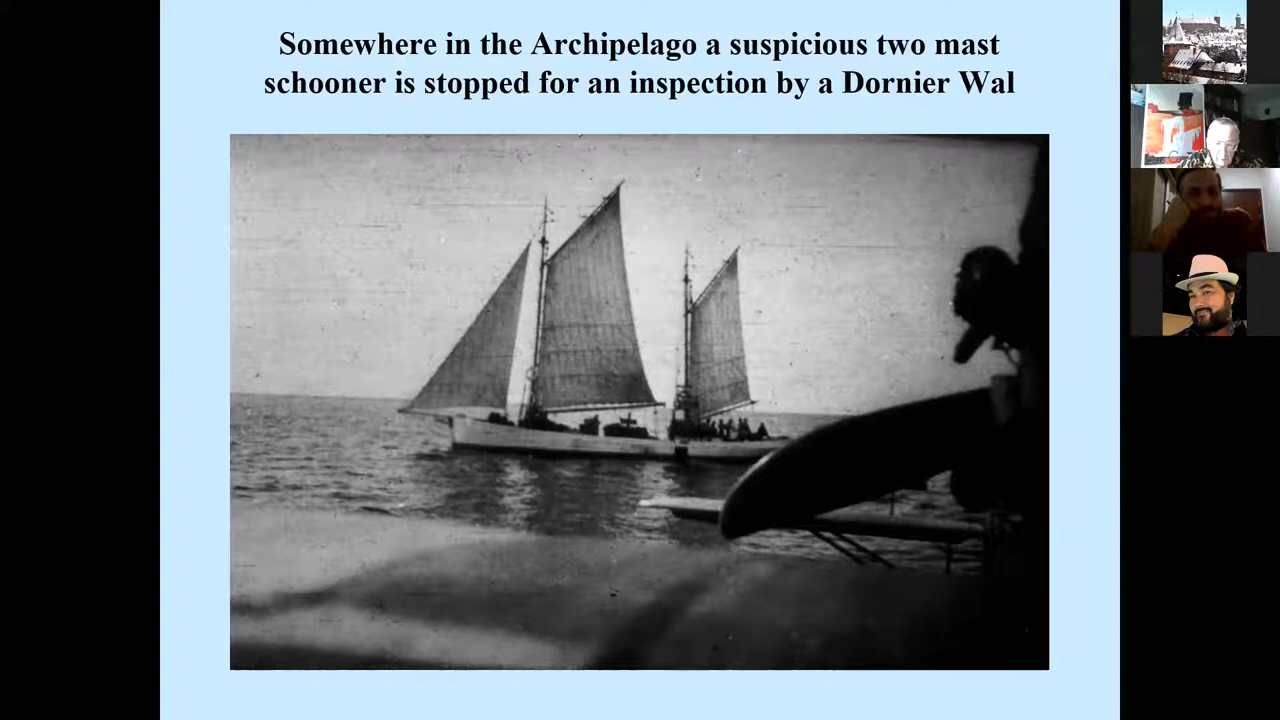 Somewhere in the Archipelago a suspicious two mast
schooner is stopped for an inspection by a Dornier Wal